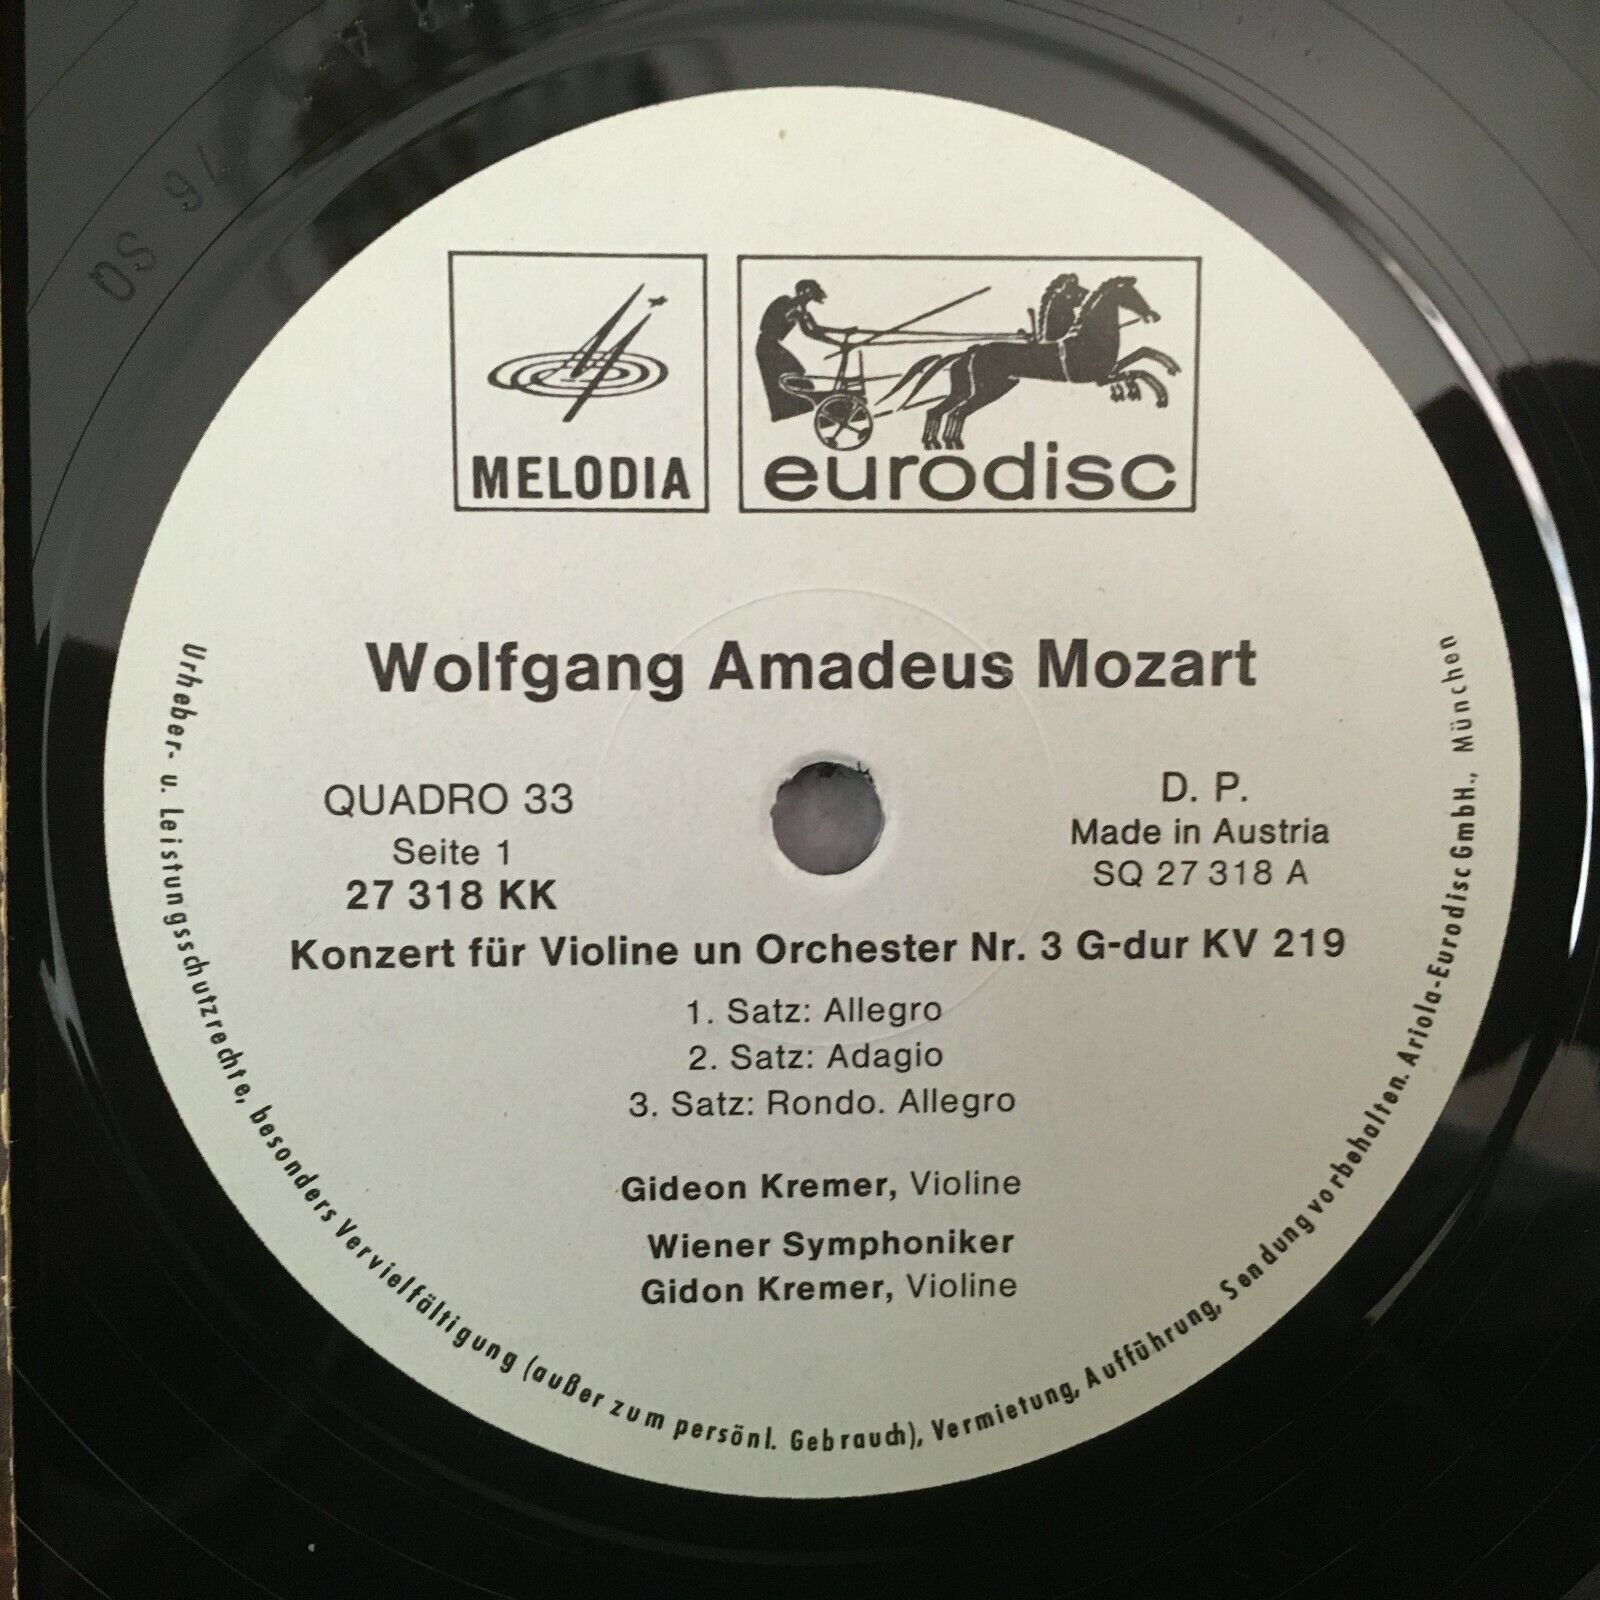 SQ 76
MELODIA
eurodisc
Wolfgang Amadeus Mozart
QUADRO 33
Seite 1
27 318 KK
D. P.
Made in Austria
SQ 27 318 A
Konzert für Violine un Orchester Nr. 3 G-dur KV 219
1. Satz: Allegro
2. Satz: Adagio
3. Satz: Rondo. Allegro
Gideon Kremer, Violine
Wiener Symphoniker
Gidon Kremer, Violine
Urheber- u. Leistungsschutzrechte, besonders Vervielfältigung (außer zum persönl. Gebrauch), Vermietung, Aufführung, Sendung vorbehalten. Ariola-Eurodisc GmbH., München